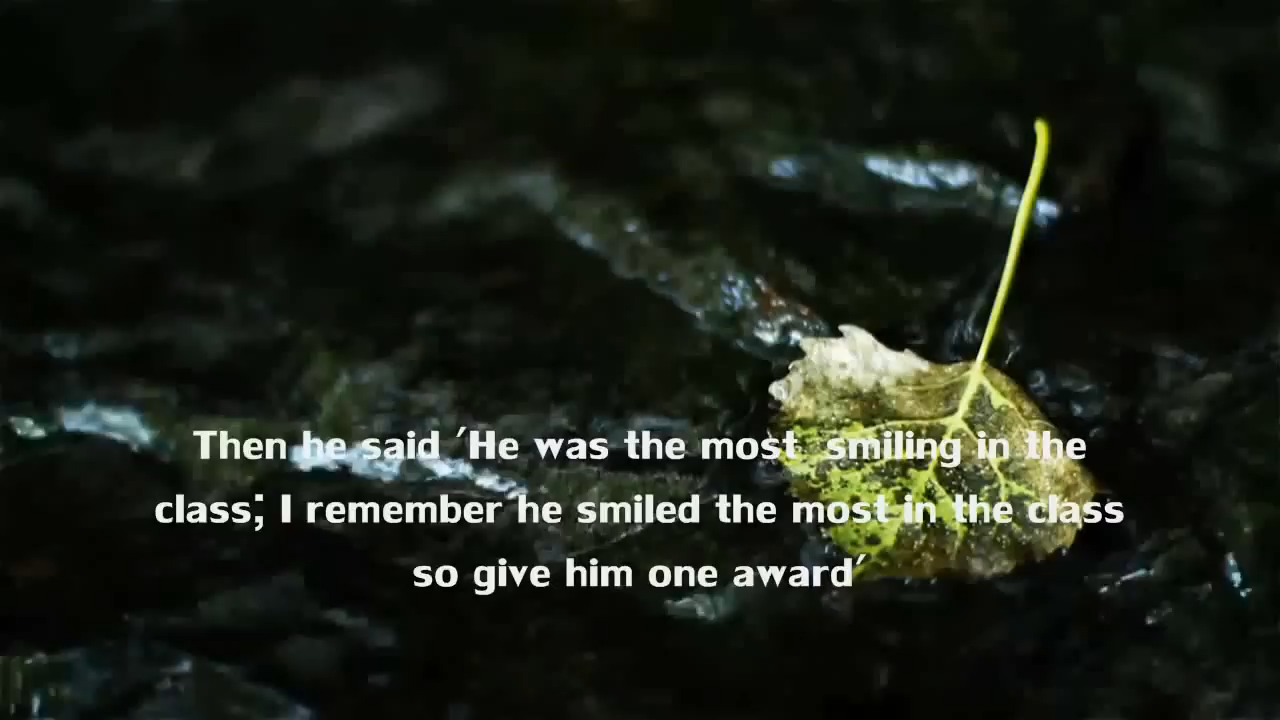 Then he said 'He was the most  smiling in the
class; I remember he smiled the most in the class
so give him one award'